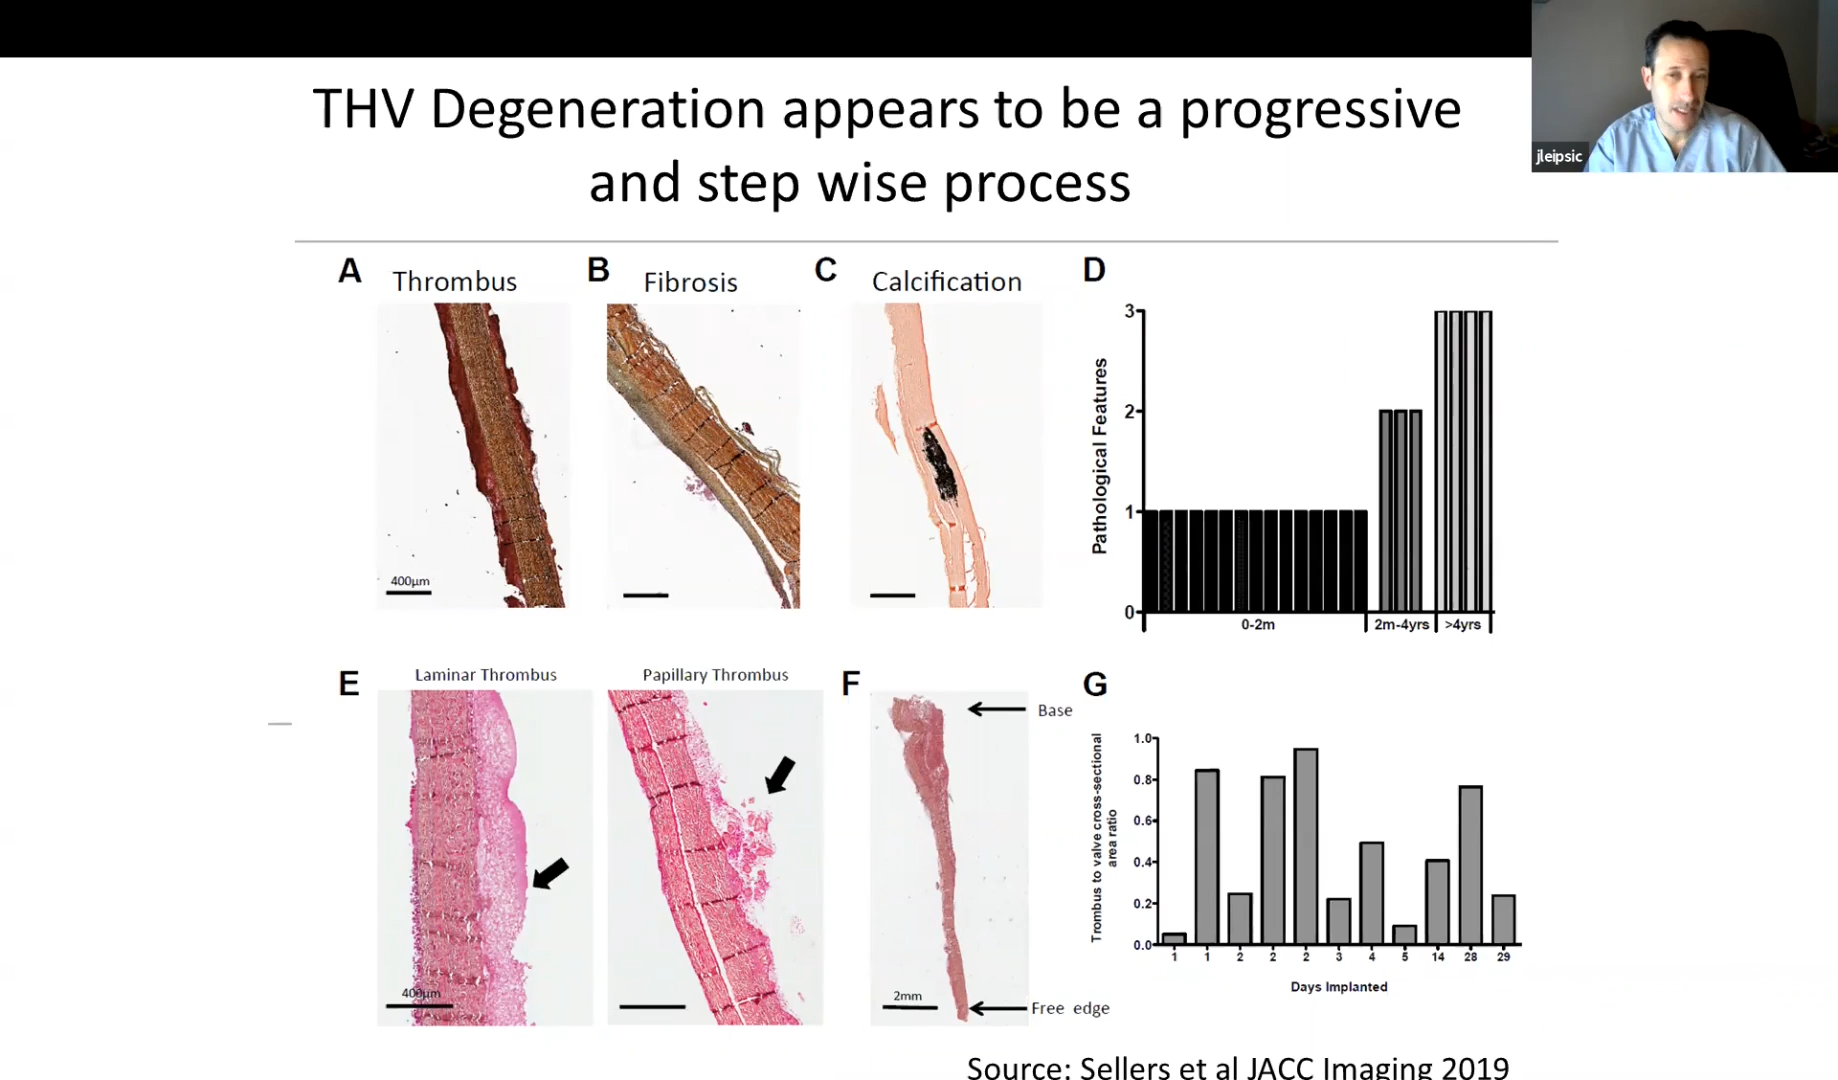 THV Degeneration appears to be a progressive
and step wise process
jleipsic
A
Thrombus
400µm
B
Fibrosis
C
Calcification
D
Pathological Features
3
2
1
0
0-2m
2m-4yrs
>4yrs
E
Laminar Thrombus
400µm
Papillary Thrombus
F
Base
2mm
Free edge
G
Trombus to valve cross-sectional
area ratio
1.0
0.8
0.6
0.4
0.2
0.0
1 1 2 2 2 3 4 5 14 28 29
Days Implanted
Source: Sellers et al JACC Imaging 2019